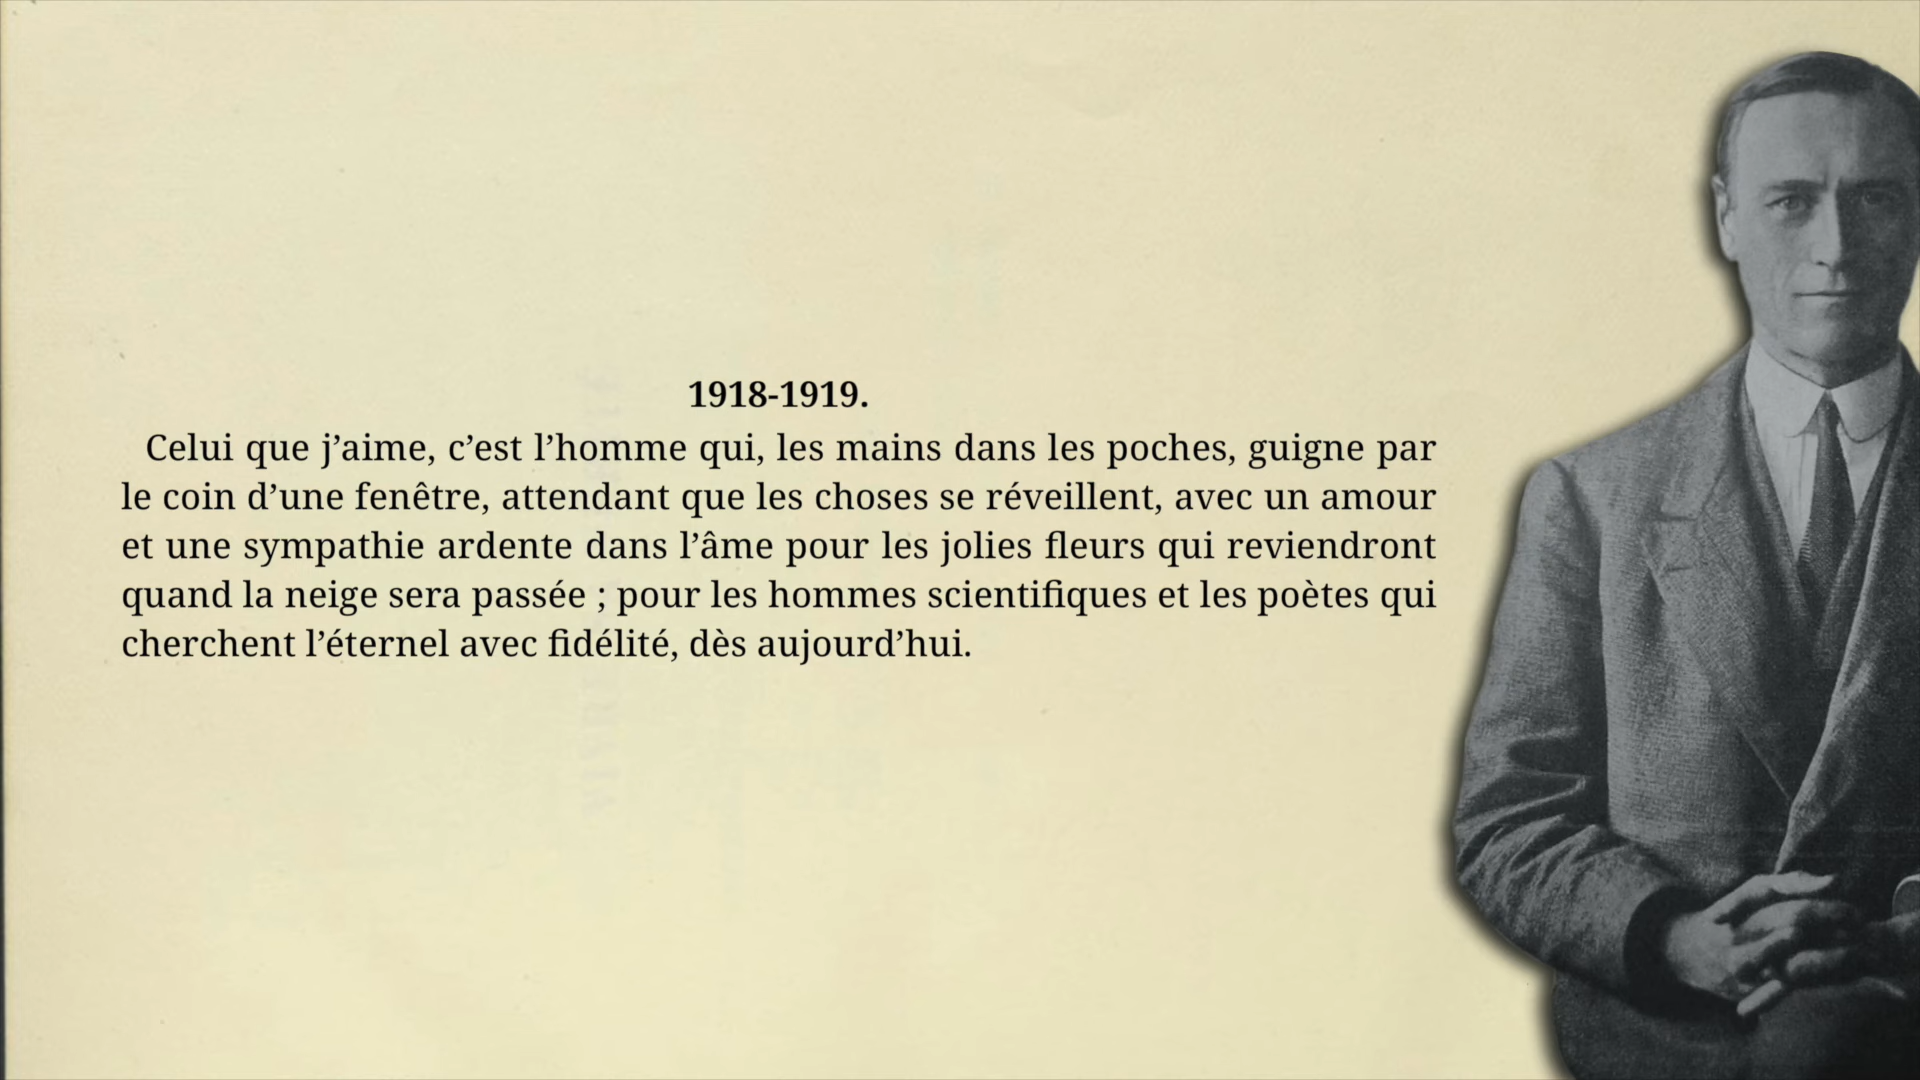 1918-1919.
Celui que j’aime, c’est l’homme qui, les mains dans les poches, guigne par
le coin d’une fenêtre, attendant que les choses se réveillent, avec un amour
et une sympathie ardente dans l’âme pour les jolies fleurs qui reviendront
quand la neige sera passée ; pour les hommes scientifiques et les poètes qui
cherchent l’éternel avec fidélité, dès aujourd’hui.